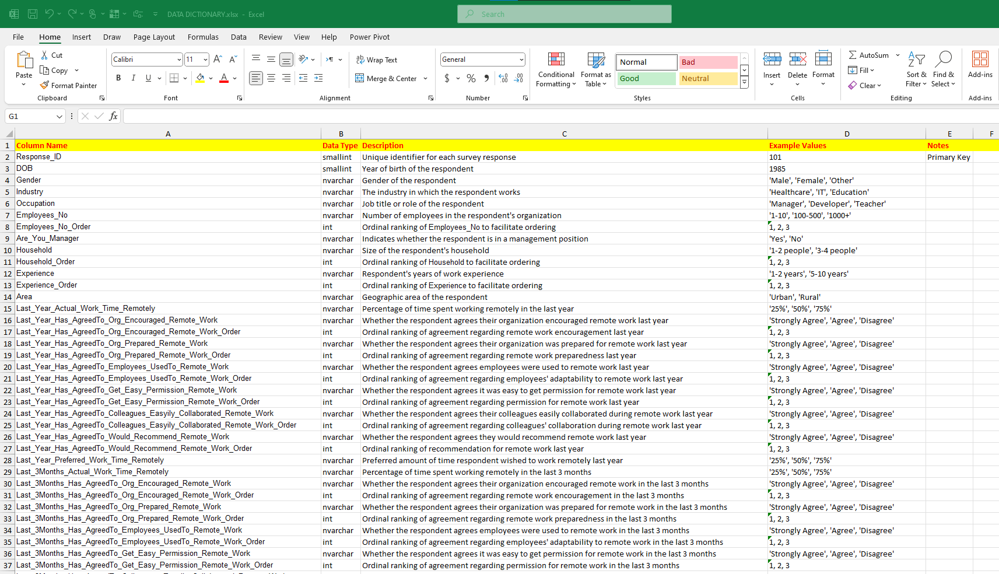 DATA DICTIONARY.xlsx - Excel
Search
File Home Insert Draw Page Layout Formulas Data Review View Help Power Pivot
Paste
Cut
Copy
Format Painter
Clipboard
Calibri 11
B I U
Font
Wrap Text
Merge & Center
Alignment
General
$ %
Number
Conditional Formatting
Format as Table
Normal Bad
Good Neutral
Styles
Insert Delete Format
Cells
AutoSum
Fill
Clear
Sort & Filter
Find & Select
Editing
Add-ins
Add-ins
G1 fx
A B C D E F
1 Column Name Data Type Description Example Values Notes
2 Response_ID smallint Unique identifier for each survey response 101 Primary Key
3 DOB smallint Year of birth of the respondent 1985
4 Gender nvarchar Gender of the respondent 'Male', 'Female', 'Other'
5 Industry nvarchar The industry in which the respondent works 'Healthcare', 'IT', 'Education'
6 Occupation nvarchar Job title or role of the respondent 'Manager', 'Developer', 'Teacher'
7 Employees_No nvarchar Number of employees in the respondent's organization '1-10', '100-500', '1000+'
8 Employees_No_Order int Ordinal ranking of Employees_No to facilitate ordering 1, 2, 3
9 Are_You_Manager nvarchar Indicates whether the respondent is in a management position 'Yes', 'No'
10 Household nvarchar Size of the respondent's household '1-2 people', '3-4 people'
11 Household_Order int Ordinal ranking of Household to facilitate ordering 1, 2, 3
12 Experience nvarchar Respondent's years of work experience '1-2 years', '5-10 years'
13 Experience_Order int Ordinal ranking of Experience to facilitate ordering 1, 2, 3
14 Area nvarchar Geographic area of the respondent 'Urban', 'Rural'
15 Last_Year_Actual_Work_Time_Remotely nvarchar Percentage of time spent working remotely in the last year '25%', '50%', '75%'
16 Last_Year_Has_AgreedTo_Org_Encouraged_Remote_Work nvarchar Whether the respondent agrees their organization encouraged remote work last year 'Strongly Agree', 'Agree', 'Disagree'
17 Last_Year_Has_AgreedTo_Org_Encouraged_Remote_Work_Order int Ordinal ranking of agreement regarding remote work encouragement last year 1, 2, 3
18 Last_Year_Has_AgreedTo_Org_Prepared_Remote_Work nvarchar Whether the respondent agrees their organization was prepared for remote work last year 'Strongly Agree', 'Agree', 'Disagree'
19 Last_Year_Has_AgreedTo_Org_Prepared_Remote_Work_Order int Ordinal ranking of agreement regarding remote work preparedness last year 1, 2, 3
20 Last_Year_Has_AgreedTo_Employees_UsedTo_Remote_Work nvarchar Whether the respondent agrees employees were used to remote work last year 'Strongly Agree', 'Agree', 'Disagree'
21 Last_Year_Has_AgreedTo_Employees_UsedTo_Remote_Work_Order int Ordinal ranking of agreement regarding employees' adaptability to remote work last year 1, 2, 3
22 Last_Year_Has_AgreedTo_Get_Easy_Permission_Remote_Work nvarchar Whether the respondent agrees it was easy to get permission for remote work last year 'Strongly Agree', 'Agree', 'Disagree'
23 Last_Year_Has_AgreedTo_Get_Easy_Permission_Remote_Work_Order int Ordinal ranking of agreement regarding permission for remote work last year 1, 2, 3
24 Last_Year_Has_AgreedTo_Colleagues_Easyily_Collaborated_Remote_Work nvarchar Whether the respondent agrees their colleagues easily collaborated during remote work last year 'Strongly Agree', 'Agree', 'Disagree'
25 Last_Year_Has_AgreedTo_Colleagues_Easyily_Collaborated_Remote_Work_Order int Ordinal ranking of agreement regarding colleagues' collaboration during remote work last year 1, 2, 3
26 Last_Year_Has_AgreedTo_Would_Recommend_Remote_Work nvarchar Whether the respondent agrees they would recommend remote work last year 'Strongly Agree', 'Agree', 'Disagree'
27 Last_Year_Has_AgreedTo_Would_Recommend_Remote_Work_Order int Ordinal ranking of recommendation for remote work last year 1, 2, 3
28 Last_Year_Preferred_Work_Time_Remotely nvarchar Preferred amount of time respondent wished to work remotely last year '25%', '50%', '75%'
29 Last_3Months_Actual_Work_Time_Remotely nvarchar Percentage of time spent working remotely in the last 3 months '25%', '50%', '75%'
30 Last_3Months_Has_AgreedTo_Org_Encouraged_Remote_Work nvarchar Whether the respondent agrees their organization encouraged remote work in the last 3 months 'Strongly Agree', 'Agree', 'Disagree'
31 Last_3Months_Has_AgreedTo_Org_Encouraged_Remote_Work_Order int Ordinal ranking of agreement regarding remote work encouragement in the last 3 months 1, 2, 3
32 Last_3Months_Has_AgreedTo_Org_Prepared_Remote_Work nvarchar Whether the respondent agrees their organization was prepared for remote work in the last 3 months 'Strongly Agree', 'Agree', 'Disagree'
33 Last_3Months_Has_AgreedTo_Org_Prepared_Remote_Work_Order int Ordinal ranking of agreement regarding remote work preparedness in the last 3 months 1, 2, 3
34 Last_3Months_Has_AgreedTo_Employees_UsedTo_Remote_Work nvarchar Whether the respondent agrees employees were used to remote work in the last 3 months 'Strongly Agree', 'Agree', 'Disagree'
35 Last_3Months_Has_AgreedTo_Employees_UsedTo_Remote_Work_Order int Ordinal ranking of agreement regarding employees' adaptability to remote work in the last 3 months 1, 2, 3
36 Last_3Months_Has_AgreedTo_Get_Easy_Permission_Remote_Work nvarchar Whether the respondent agrees it was easy to get permission for remote work in the last 3 months 'Strongly Agree', 'Agree', 'Disagree'
37 Last_3Months_Has_AgreedTo_Get_Easy_Permission_Remote_Work_Order int Ordinal ranking of agreement regarding permission for remote work in the last 3 months 1, 2, 3